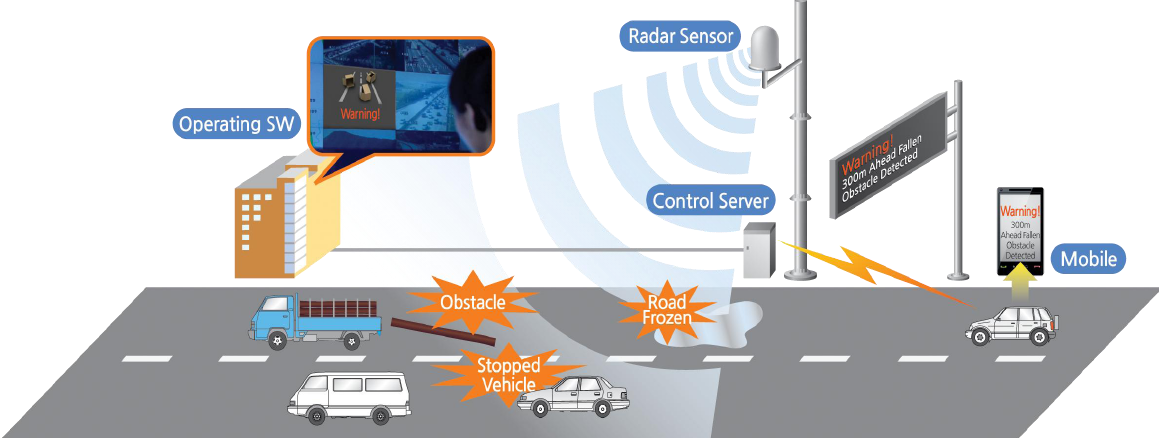 Radar Sensor
Operating SW
Warning!
Warning!
300m Ahead Fallen
Obstacle Detected
Control Server
Warning!
300m
Ahead Fallen
Obstacle
Detected
Mobile
Obstacle
Road
Frozen
Stopped
Vehicle